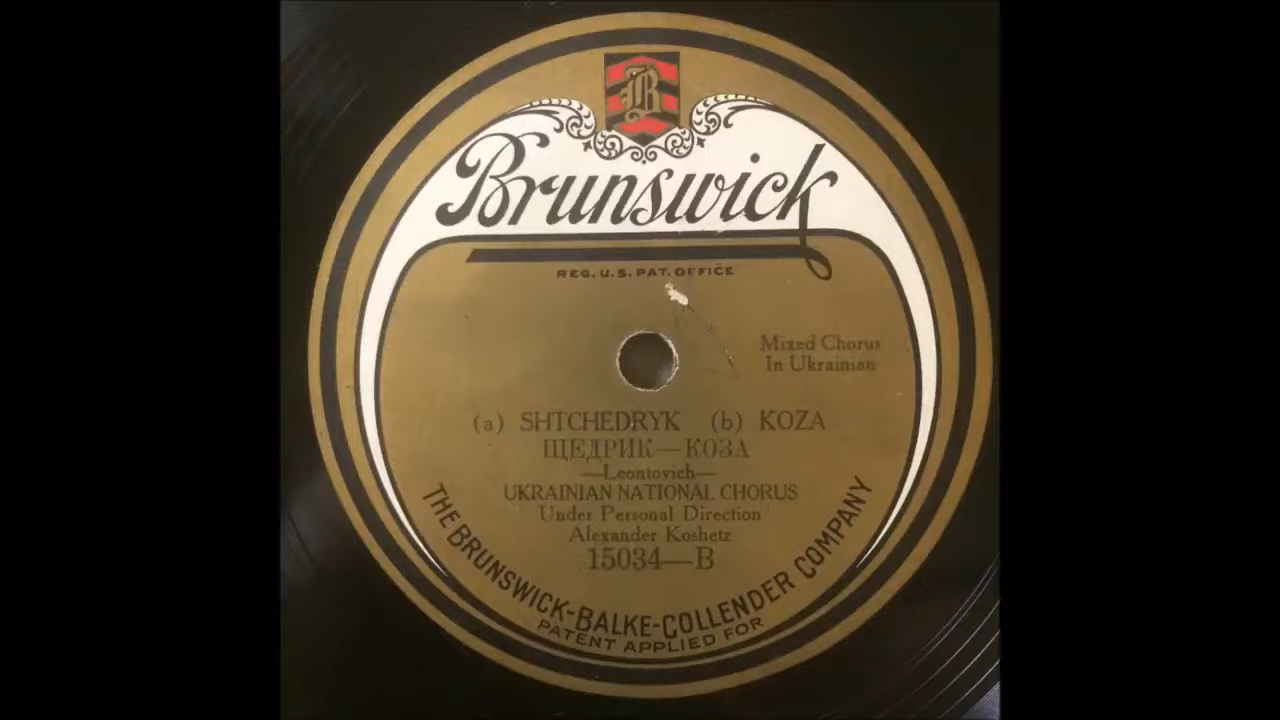 B
Brunswick
REG. U.S. PAT. OFFICE
Mixed Chorus
In Ukrainian
(a) SHTCHEDRYK (b) KOZA
ЩЕДРИК—КОЗА
—Leontovich—
UKRAINIAN NATIONAL CHORUS
Under Personal Direction
Alexander Koshetz
15034—B
THE BRUNSWICK-BALKE-COLLENDER COMPANY
PATENT APPLIED FOR